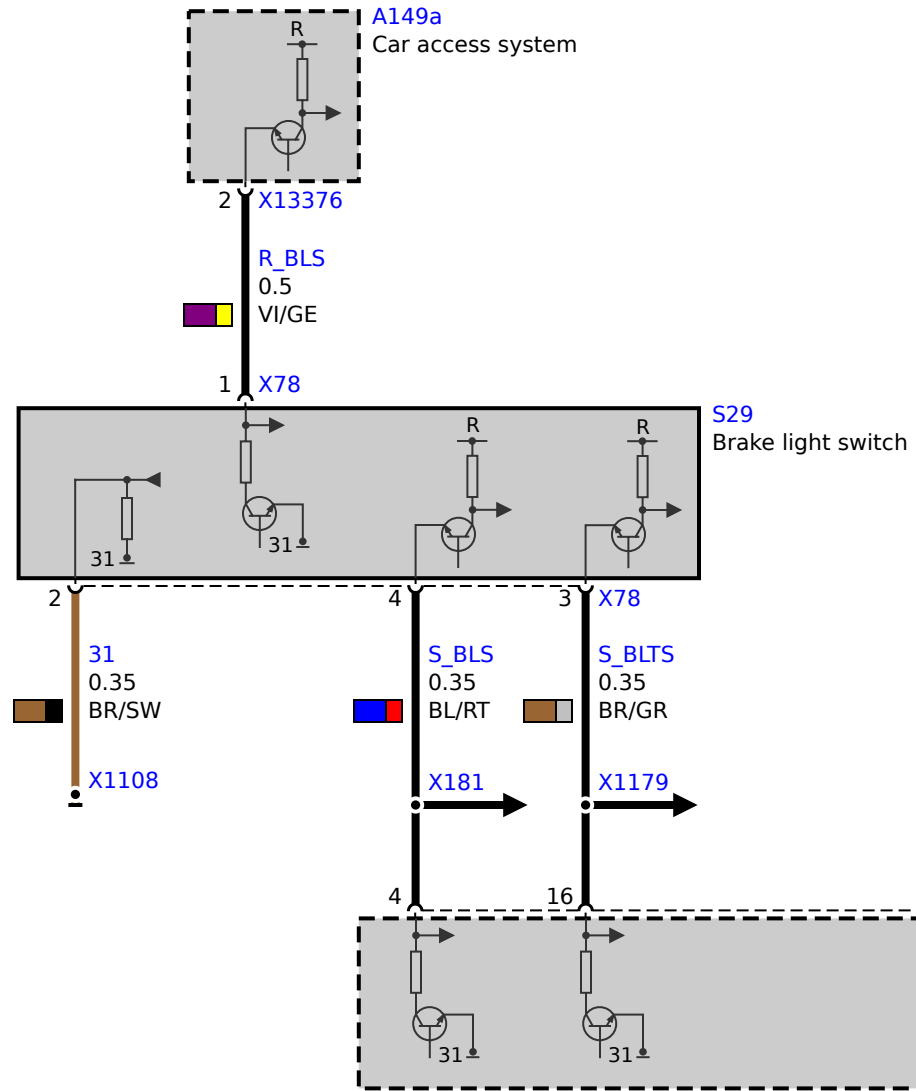 A149a
Car access system
R
2 X13376
R_BLS
0.5
VI/GE
1 X78
S29
Brake light switch
R
R
31
31
2
4
3 X78
31
0.35
BR/SW
S_BLS
0.35
BL/RT
S_BLTS
0.35
BR/GR
X1108
X181
X1179
4
16
31
31